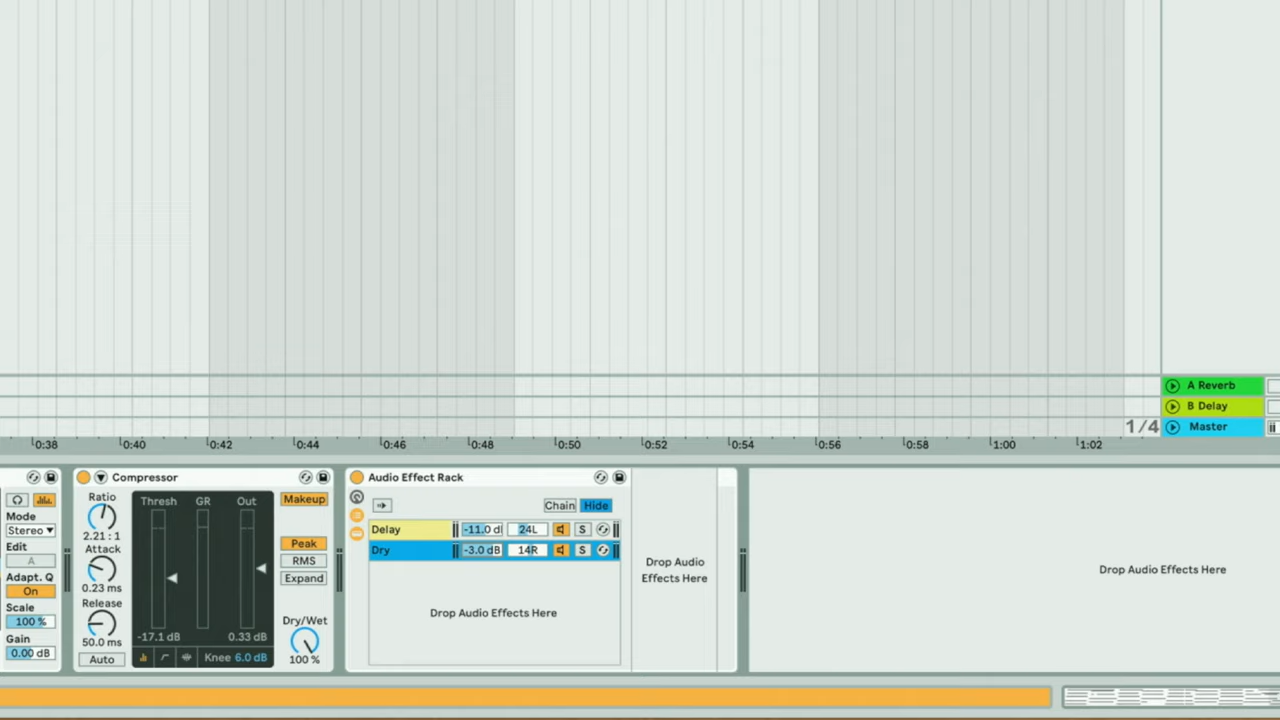 A Reverb
B Delay
1/4 Master
0:38 0:40 0:42 0:44 0:46 0:48 0:50 0:52 0:54 0:56 0:58 1:00 1:02
Mode
Stereo
Edit
A
Adapt. Q
On
Scale
100 %
Gain
0.00 dB
Compressor
Ratio
2.21 : 1
Attack
0.23 ms
Release
50.0 ms
Auto
Thresh GR Out
-17.1 dB 0.33 dB
Knee 6.0 dB
Makeup
Peak
RMS
Expand
Dry/Wet
100 %
Audio Effect Rack
Chain Hide
Delay -11.0 d 24L S
Dry -3.0 dB 14R S
Drop Audio Effects Here
Drop Audio
Effects Here
Drop Audio Effects Here